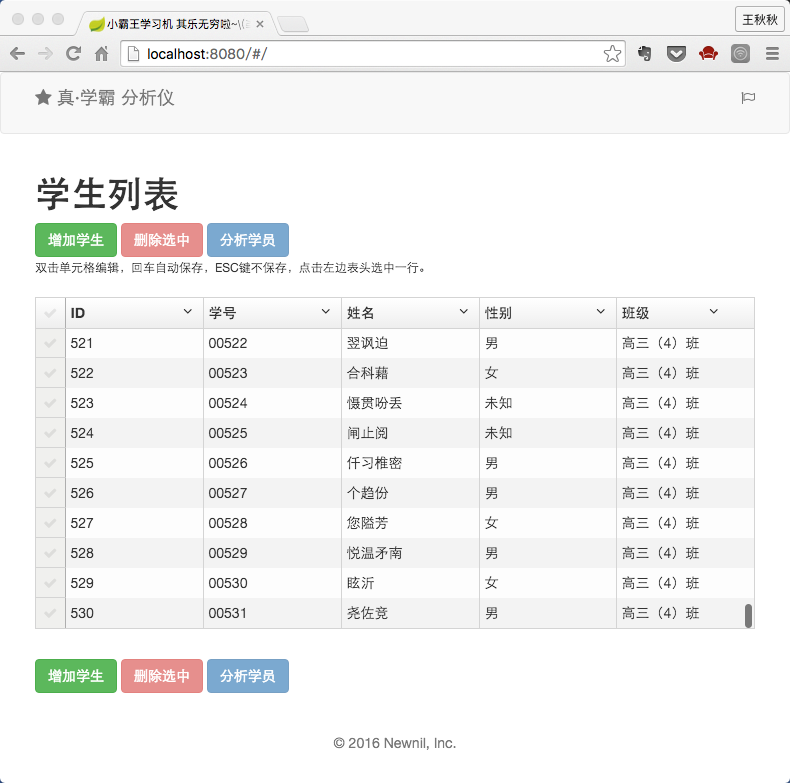 小霸王学习机 其乐无穷啦~\(≧
王秋秋
localhost:8080/#/
真·学霸 分析仪
学生列表
增加学生 删除选中 分析学员
双击单元格编辑，回车自动保存，ESC键不保存，点击左边表头选中一行。
ID 学号 姓名 性别 班级
521 00522 翌讽迫 男 高三（4）班
522 00523 合科藉 女 高三（4）班
523 00524 慑贯吩丢 未知 高三（4）班
524 00525 闸止阅 未知 高三（4）班
525 00526 仟习椎密 男 高三（4）班
526 00527 个趋份 男 高三（4）班
527 00528 您隘芳 女 高三（4）班
528 00529 悦温矛南 男 高三（4）班
529 00530 眩沂 女 高三（4）班
530 00531 尧佐竞 男 高三（4）班
增加学生 删除选中 分析学员
© 2016 Newnil, Inc.